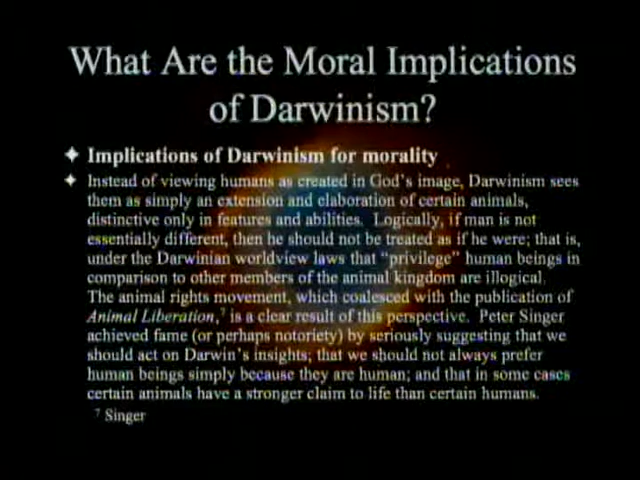 What Are the Moral Implications
of Darwinism?
✦ Implications of Darwinism for morality
✦ Instead of viewing humans as created in God's image, Darwinism sees
them as simply an extension and elaboration of certain animals,
distinctive only in features and abilities. Logically, if man is not
essentially different, then he should not be treated as if he were; that is,
under the Darwinian worldview laws that "privilege" human beings in
comparison to other members of the animal kingdom are illogical.
The animal rights movement, which coalesced with the publication of
Animal Liberation,⁷ is a clear result of this perspective. Peter Singer
achieved fame (or perhaps notoriety) by seriously suggesting that we
should act on Darwin's insights; that we should not always prefer
human beings simply because they are human; and that in some cases
certain animals have a stronger claim to life than certain humans.
⁷ Singer